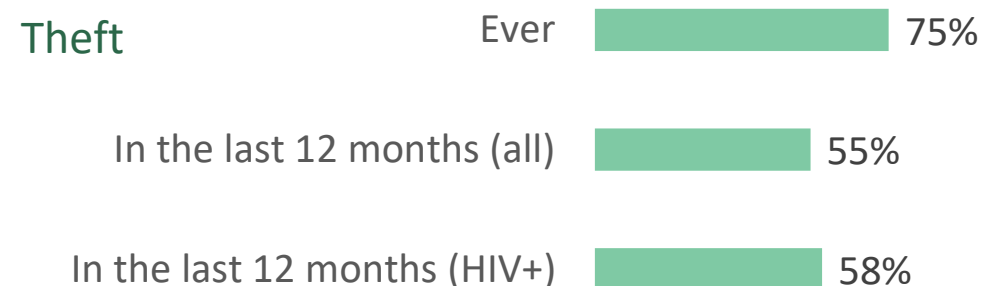 Theft
Ever 75%
In the last 12 months (all) 55%
In the last 12 months (HIV+) 58%